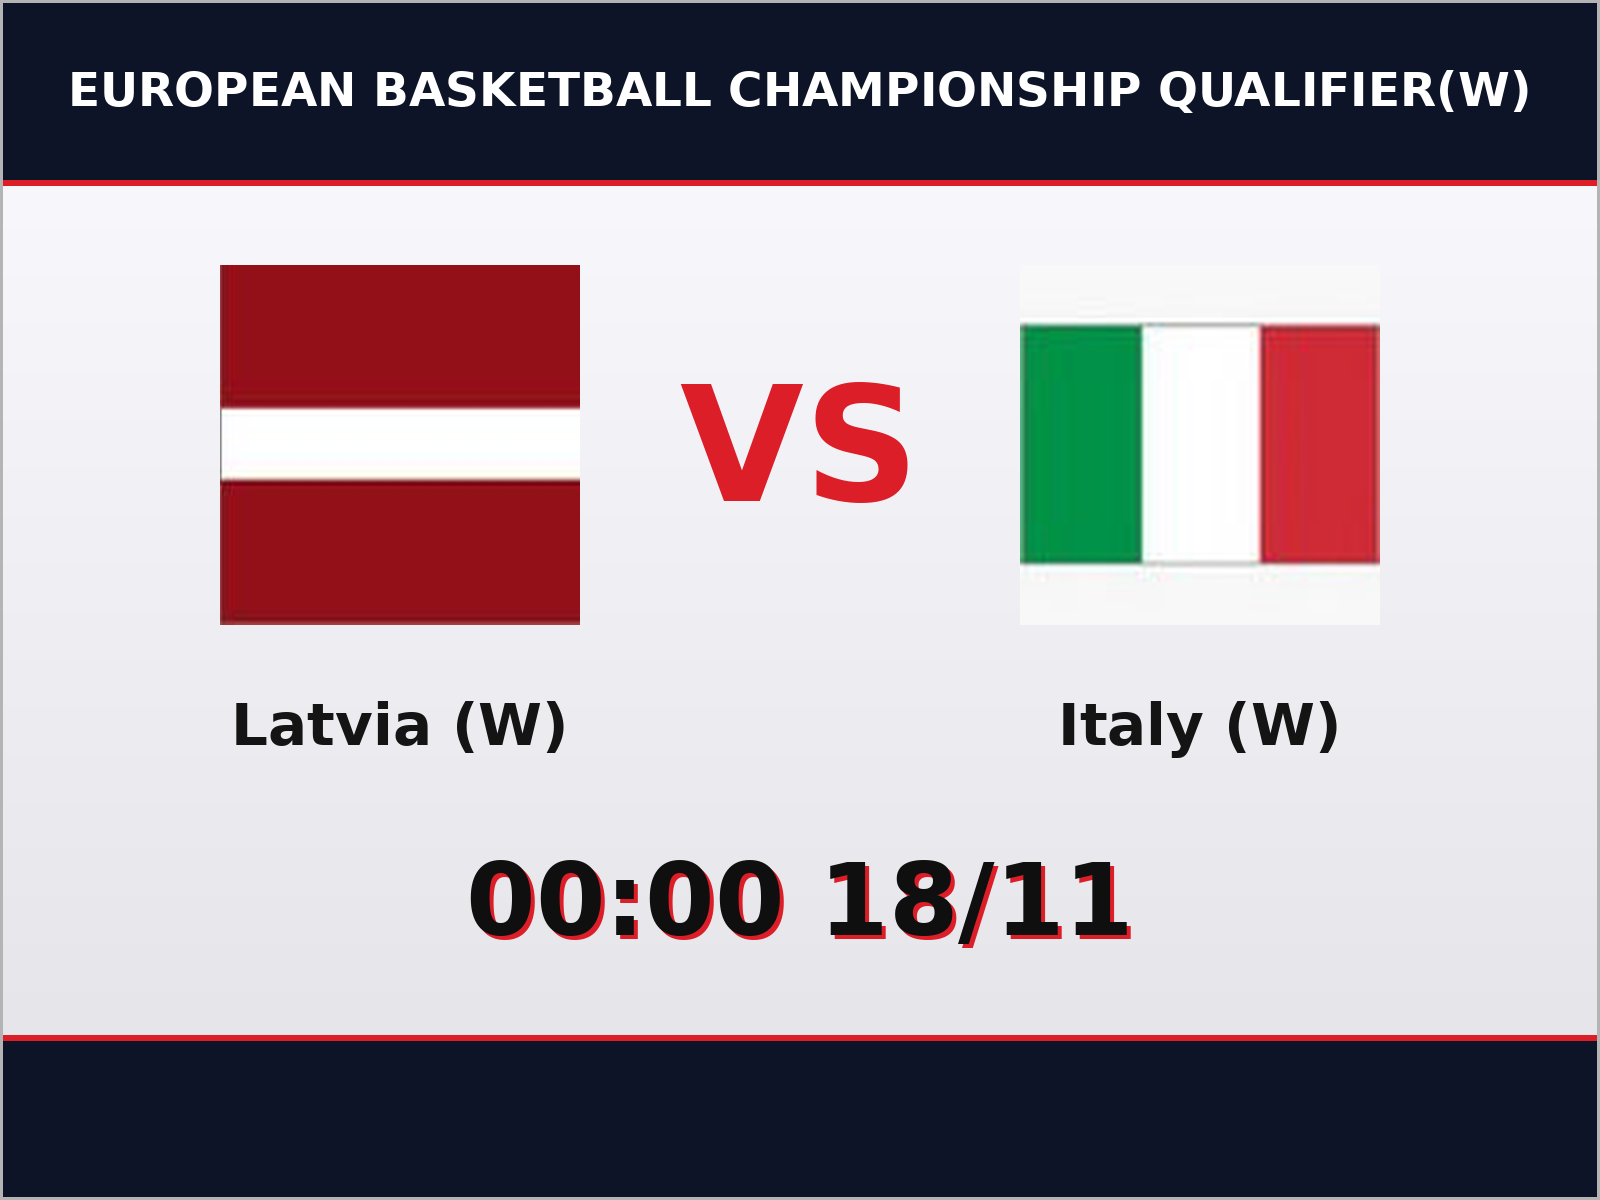 EUROPEAN BASKETBALL CHAMPIONSHIP QUALIFIER(W)
VS
Latvia (W)
Italy (W)
00:00 18/11